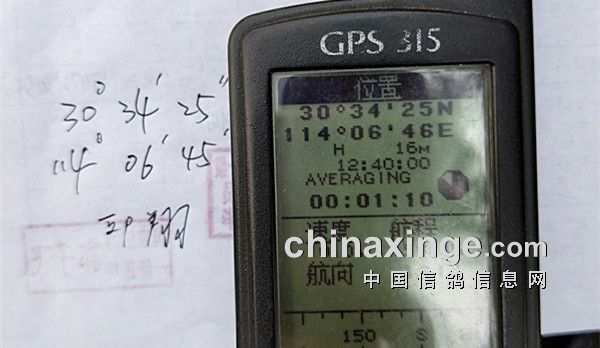 30° 34′ 25″
114° 06′ 45″
GPS 315
位置
30°34'25N
114°06'46E
H 16M
12:40:00
AVERAGING
00:01:10
速度 航程
航向
chinaxinge.com
中国信鸽信息网
150 S